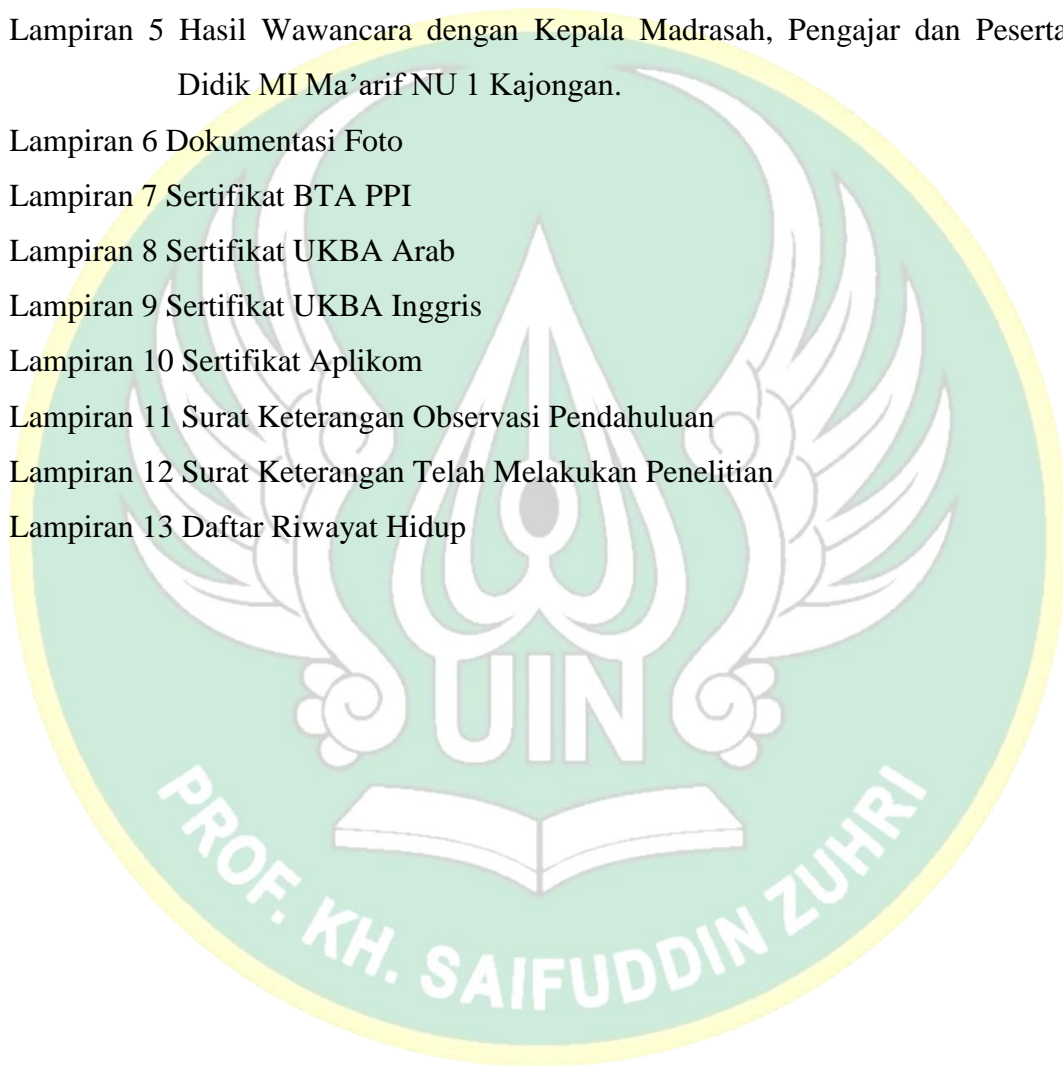 Lampiran 5 Hasil Wawancara dengan Kepala Madrasah, Pengajar dan Peserta
Didik MI Ma’arif NU 1 Kajongan.
Lampiran 6 Dokumentasi Foto
Lampiran 7 Sertifikat BTA PPI
Lampiran 8 Sertifikat UKBA Arab
Lampiran 9 Sertifikat UKBA Inggris
Lampiran 10 Sertifikat Aplikom
Lampiran 11 Surat Keterangan Observasi Pendahuluan
Lampiran 12 Surat Keterangan Telah Melakukan Penelitian
Lampiran 13 Daftar Riwayat Hidup
UIN
PROF. KH. SAIFUDDIN ZUHRI